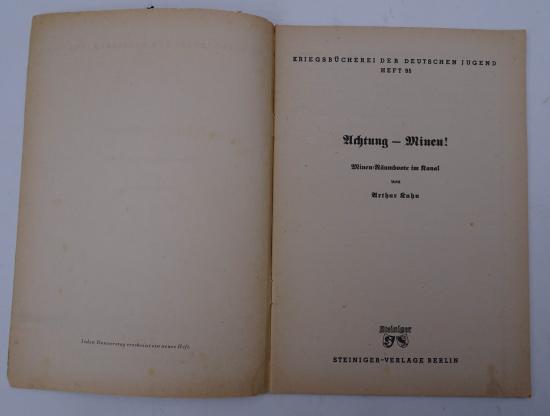 Jeden Donnerstag erscheint ein neues Heft.
KRIEGSBÜCHEREI DER DEUTSCHEN JUGEND
HEFT 95
Achtung – Minen!
Minen-Räumboote im Kanal
von
Arthur Kahn
Steiniger
STEINIGER-VERLAGE BERLIN